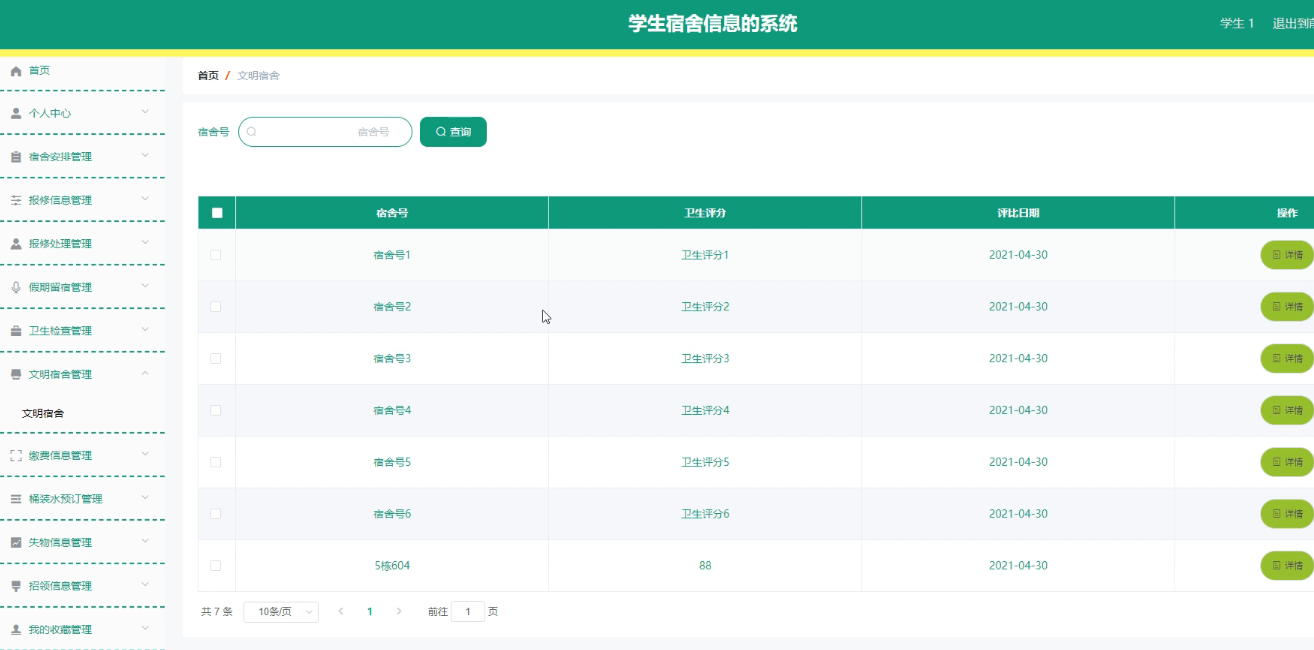 学生宿舍信息的系统
学生 1 退出到前
首页
个人中心
宿舍安排管理
报修信息管理
报修处理管理
假期留宿管理
卫生检查管理
文明宿舍管理
文明宿舍
缴费信息管理
桶装水预订管理
失物信息管理
招领信息管理
我的收藏管理
首页 / 文明宿舍
宿舍号 宿舍号 查询
宿舍号 卫生评分 评比日期 操作
宿舍号1 卫生评分1 2021-04-30 详情
宿舍号2 卫生评分2 2021-04-30 详情
宿舍号3 卫生评分3 2021-04-30 详情
宿舍号4 卫生评分4 2021-04-30 详情
宿舍号5 卫生评分5 2021-04-30 详情
宿舍号6 卫生评分6 2021-04-30 详情
5栋604 88 2021-04-30 详情
共 7 条 10条/页 1 前往 1 页